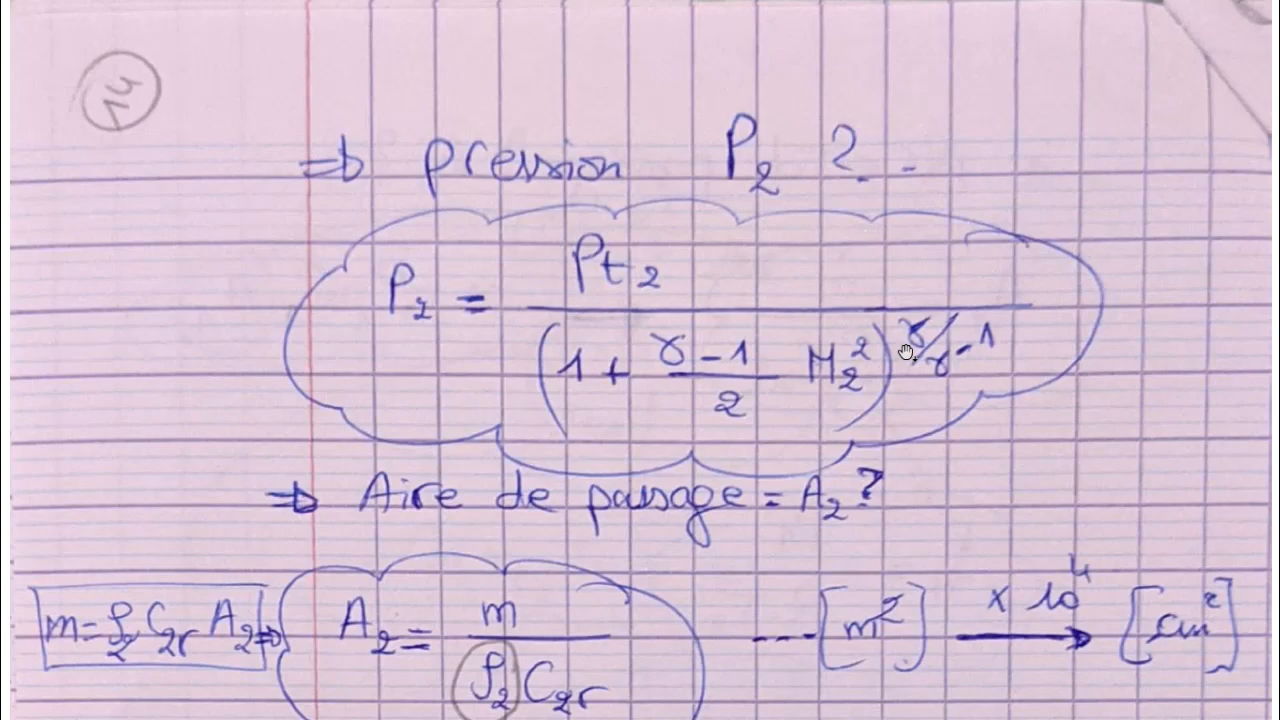 => pression P₂ ?
P₂ = Pt₂ / (1 + (γ-1)/2 M₂²)^(γ/γ-1)
=> Aire de passage = A₂ ?
m = ρ₂ C₂r A₂ => A₂ = m / (ρ₂ C₂r) ---[m²] × 10⁴ → [cm²]